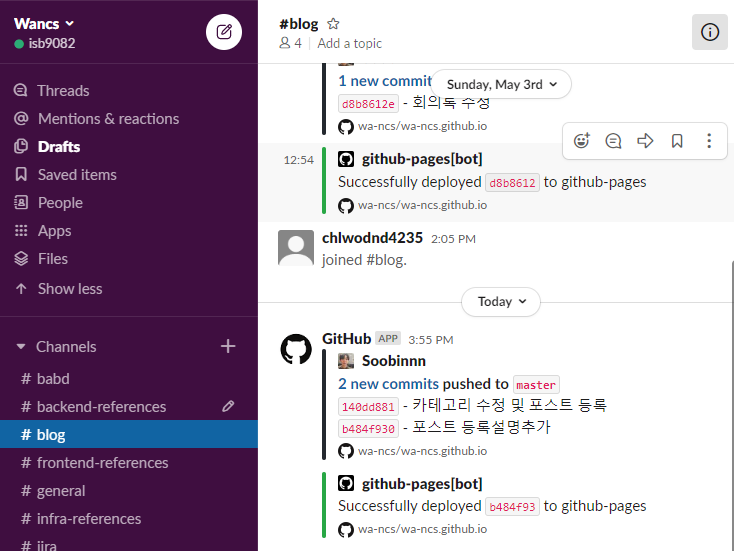 Wancs
isb9082
Threads
Mentions & reactions
Drafts
Saved items
People
Apps
Files
Show less
Channels
# babd
# backend-references
# blog
# frontend-references
# general
# infra-references
# jira
#blog
4 | Add a topic
1 new commit
Sunday, May 3rd
d8b8612e - 회의록 수정
wa-ncs/wa-ncs.github.io
12:54 github-pages[bot]
Successfully deployed d8b8612 to github-pages
wa-ncs/wa-ncs.github.io
chlwodnd4235 2:05 PM
joined #blog.
Today
GitHub APP 3:55 PM
Soobinnn
2 new commits pushed to master
140dd881 - 카테고리 수정 및 포스트 등록
b484f930 - 포스트 등록설명추가
wa-ncs/wa-ncs.github.io
github-pages[bot]
Successfully deployed b484f93 to github-pages
wa-ncs/wa-ncs.github.io